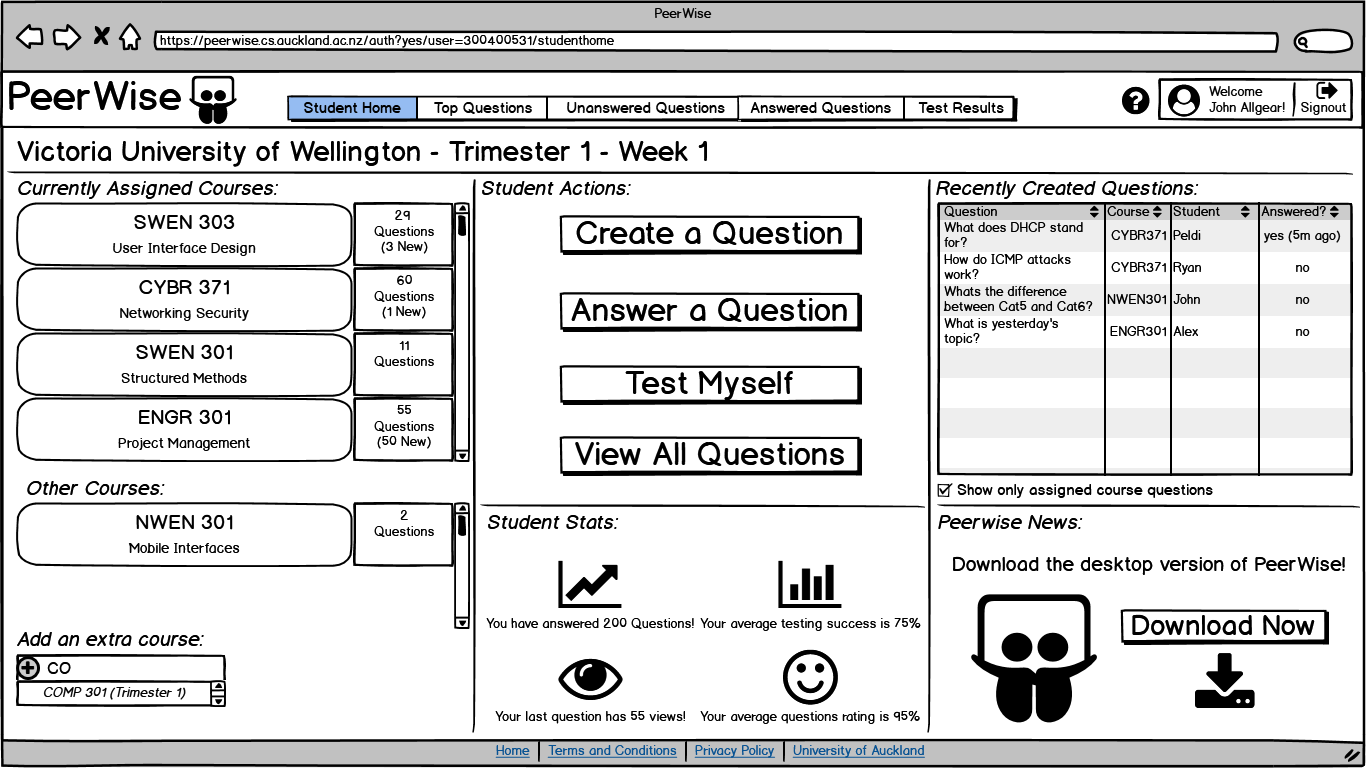 PeerWise
https://peerwise.cs.auckland.ac.nz/auth?yes/user=300400531/studenthome
PeerWise
Student Home
Top Questions
Unanswered Questions
Answered Questions
Test Results
?
Welcome
John Allgear!
Signout
Victoria University of Wellington - Trimester 1 - Week 1
Currently Assigned Courses:
SWEN 303
User Interface Design
29
Questions
(3 New)
CYBR 371
Networking Security
60
Questions
(1 New)
SWEN 301
Structured Methods
11
Questions
ENGR 301
Project Management
55
Questions
(50 New)
Other Courses:
NWEN 301
Mobile Interfaces
2
Questions
Add an extra course:
CO
COMP 301 (Trimester 1)
Student Actions:
Create a Question
Answer a Question
Test Myself
View All Questions
Student Stats:
You have answered 200 Questions!
Your average testing success is 75%
Your last question has 55 views!
Your average questions rating is 95%
Recently Created Questions:
Question Course Student Answered?
What does DHCP stand
for?
CYBR371 Peldi yes (5m ago)
How do ICMP attacks
work?
CYBR371 Ryan no
Whats the difference
between Cat5 and Cat6?
NWEN301 John no
What is yesterday's
topic?
ENGR301 Alex no
Show only assigned course questions
Peerwise News:
Download the desktop version of PeerWise!
Download Now
Home
Terms and Conditions
Privacy Policy
University of Auckland